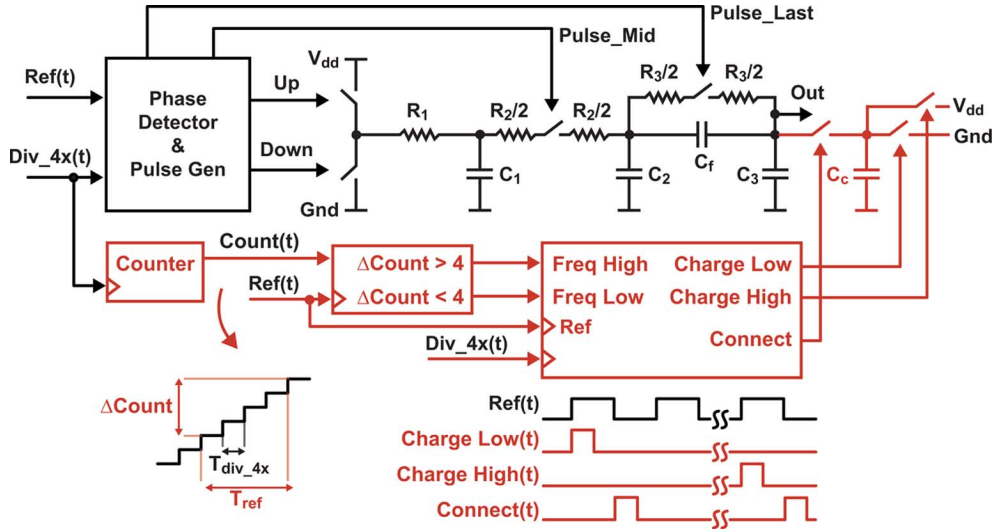 Pulse_Last
Pulse_Mid
Ref(t)
Div_4x(t)
Phase
Detector
&
Pulse Gen
Up
Down
Vdd
Gnd
R1
R2/2
R2/2
R3/2
R3/2
C1
C2
Cf
C3
Out
Cc
Vdd
Gnd
Counter
Count(t)
Ref(t)
ΔCount > 4
ΔCount < 4
Freq High
Freq Low
Ref
Charge Low
Charge High
Connect
Div_4x(t)
ΔCount
Tdiv_4x
Tref
Ref(t)
Charge Low(t)
Charge High(t)
Connect(t)